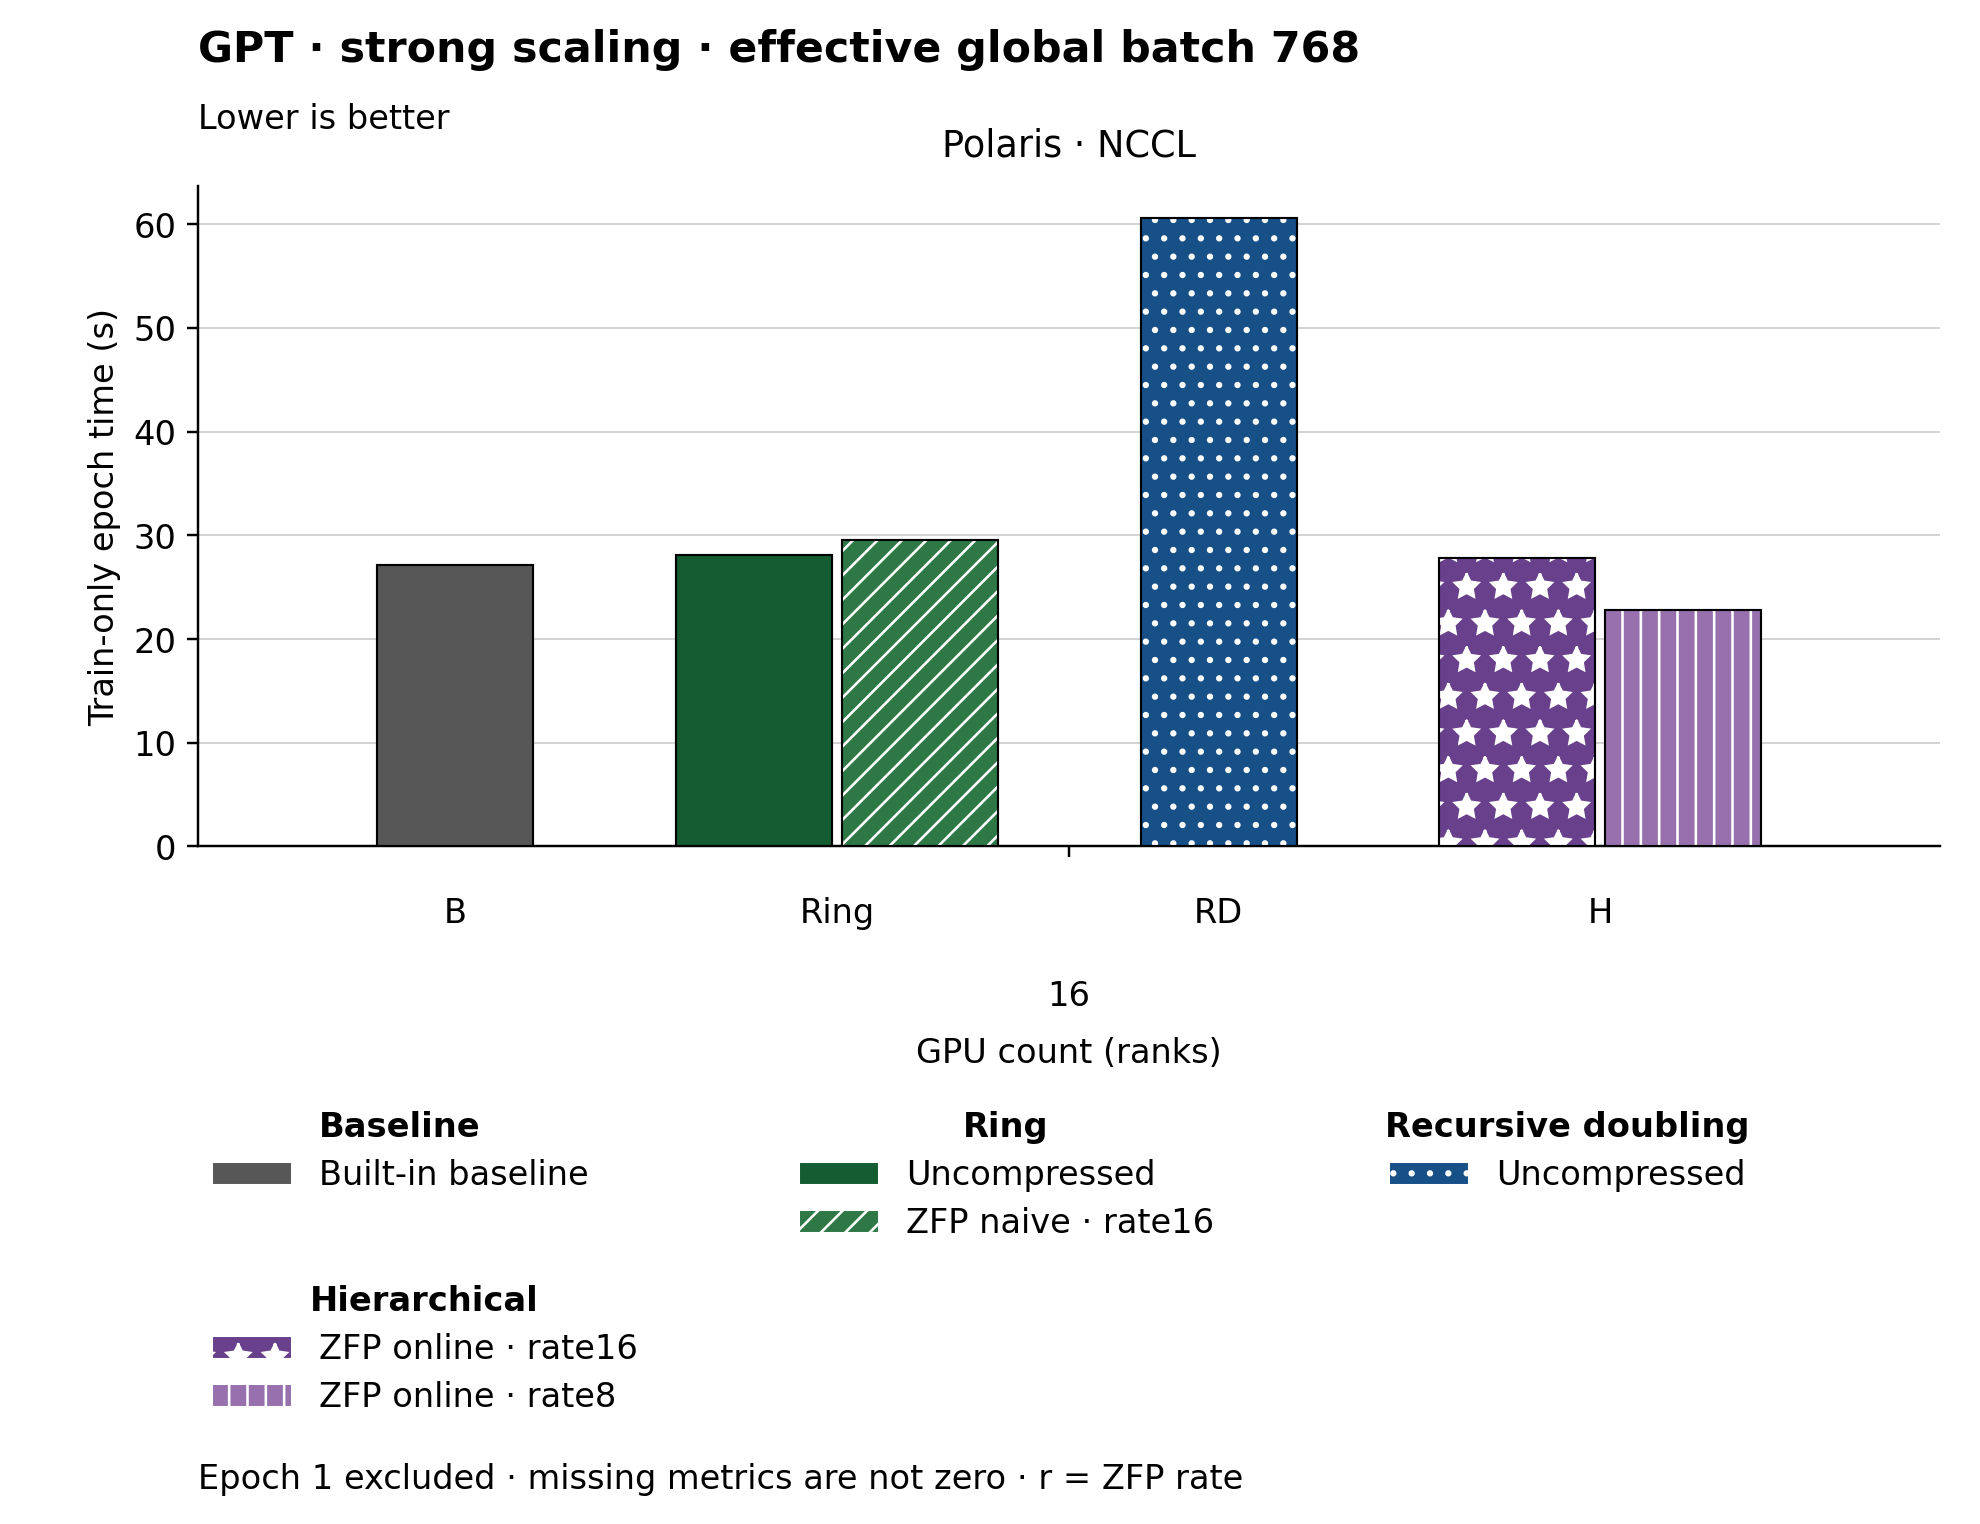 GPT · strong scaling · effective global batch 768
Lower is better
Polaris · NCCL
Train-only epoch time (s)
60
50
40
30
20
10
0
B Ring RD H
16
GPU count (ranks)
Baseline
Built-in baseline
Ring
Uncompressed
ZFP naive · rate16
Recursive doubling
Uncompressed
Hierarchical
ZFP online · rate16
ZFP online · rate8
Epoch 1 excluded · missing metrics are not zero · r = ZFP rate